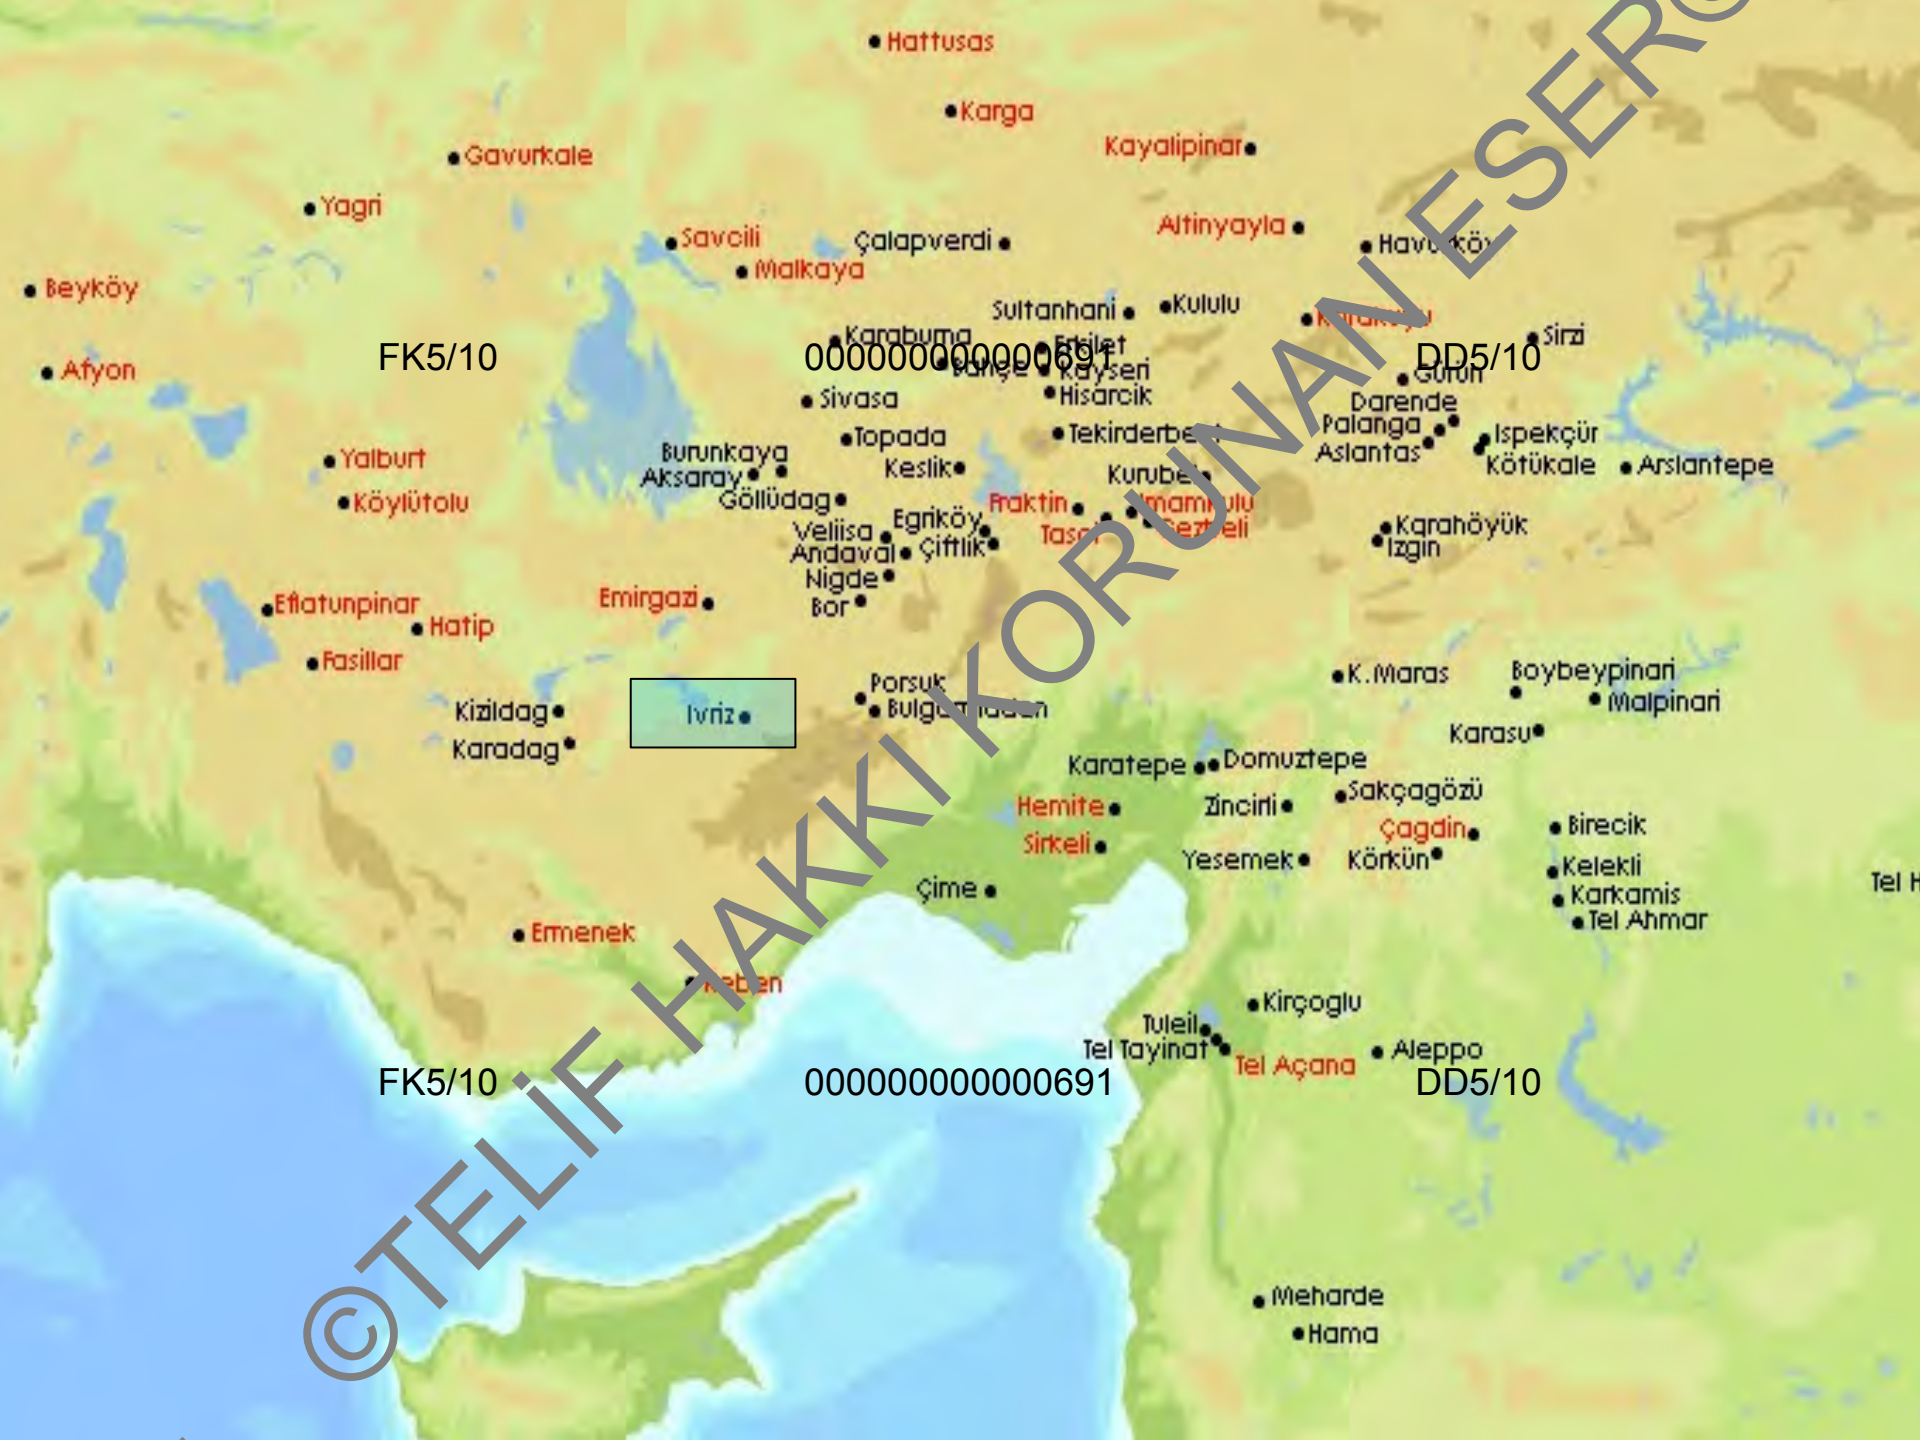 Hattusas
Karga
Kayalipinar
Gavurkale
Yagri
Altinyayla
Savcili
Çalapverdi
Malkaya
Beyköy
Sultanhani
Kululu
Karaburna
Sirzi
FK5/10
000000000000691
DD5/10
Afyon
Kayseri
Gürün
Hisarcik
Sivasa
Darende
Palanga
Aslantas
Ispekçür
Kötükale
Arslantepe
Topada
Burunkaya
Aksaray
Keslik
Yalburt
Göllüdag
Köylütolu
Fraktin
Egriköy
Veliisa
Çiftlik
Andaval
Karahöyük
Izgin
Nigde
Emirgazi
Bor
Eflatunpinar
Hatip
Fasillar
K.Maras
Boybeypinari
Malpinari
Porsuk
Kizildag
Ivriz
Karadag
Karasu
Karatepe
Domuztepe
Hemite
Zincirli
Sakçagözü
Çagdin
Birecik
Sirkeli
Yesemek
Körkün
Kelekli
Çime
Karkamis
Tel Ahmar
Tel H
Ermenek
Kirçoglu
Tuleil
Tel Tayinat
Tel Açana
Aleppo
FK5/10
000000000000691
DD5/10
Meharde
Hama
©TELİF HAKKI KORUNAN ESER©